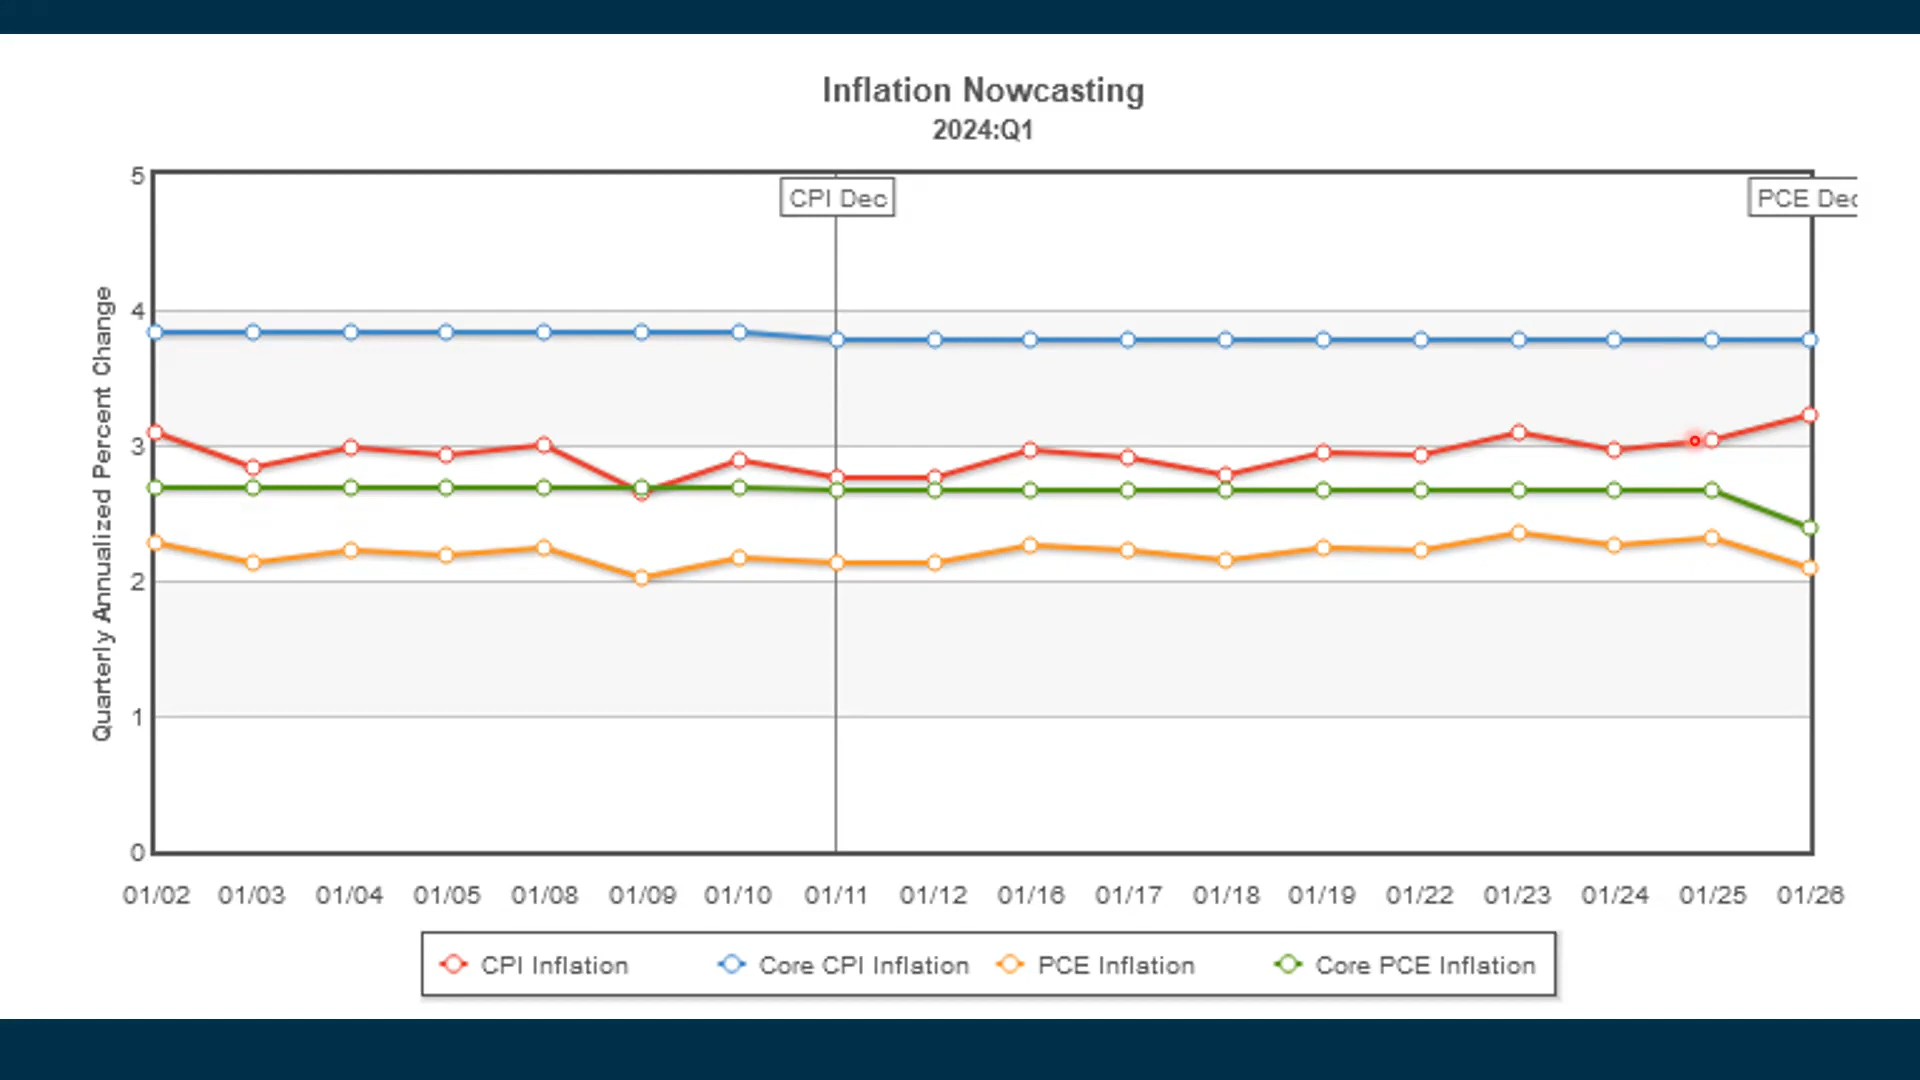 Inflation Nowcasting
2024:Q1
Quarterly Annualized Percent Change
5
4
3
2
1
0
CPI Dec
PCE Dec
01/02 01/03 01/04 01/05 01/08 01/09 01/10 01/11 01/12 01/16 01/17 01/18 01/19 01/22 01/23 01/24 01/25 01/26
CPI Inflation Core CPI Inflation PCE Inflation Core PCE Inflation